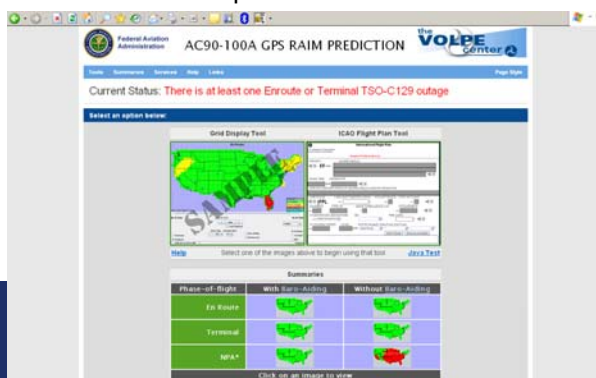 Federal Aviation
Administration
AC90-100A GPS RAIM PREDICTION
the
VOLPE
center
Tools Summaries Services Help Links
Page Style
Current Status: There is at least one Enroute or Terminal TSO-C129 outage
Select an option below:
Grid Display Tool
ICAO Flight Plan Tool
SAMPLE
Help
Select one of the images above to begin using that tool
Java Test
Summaries
Phase-of-flight
With Baro-Aiding
Without Baro-Aiding
En Route
Terminal
NPA*
Click on an image to view